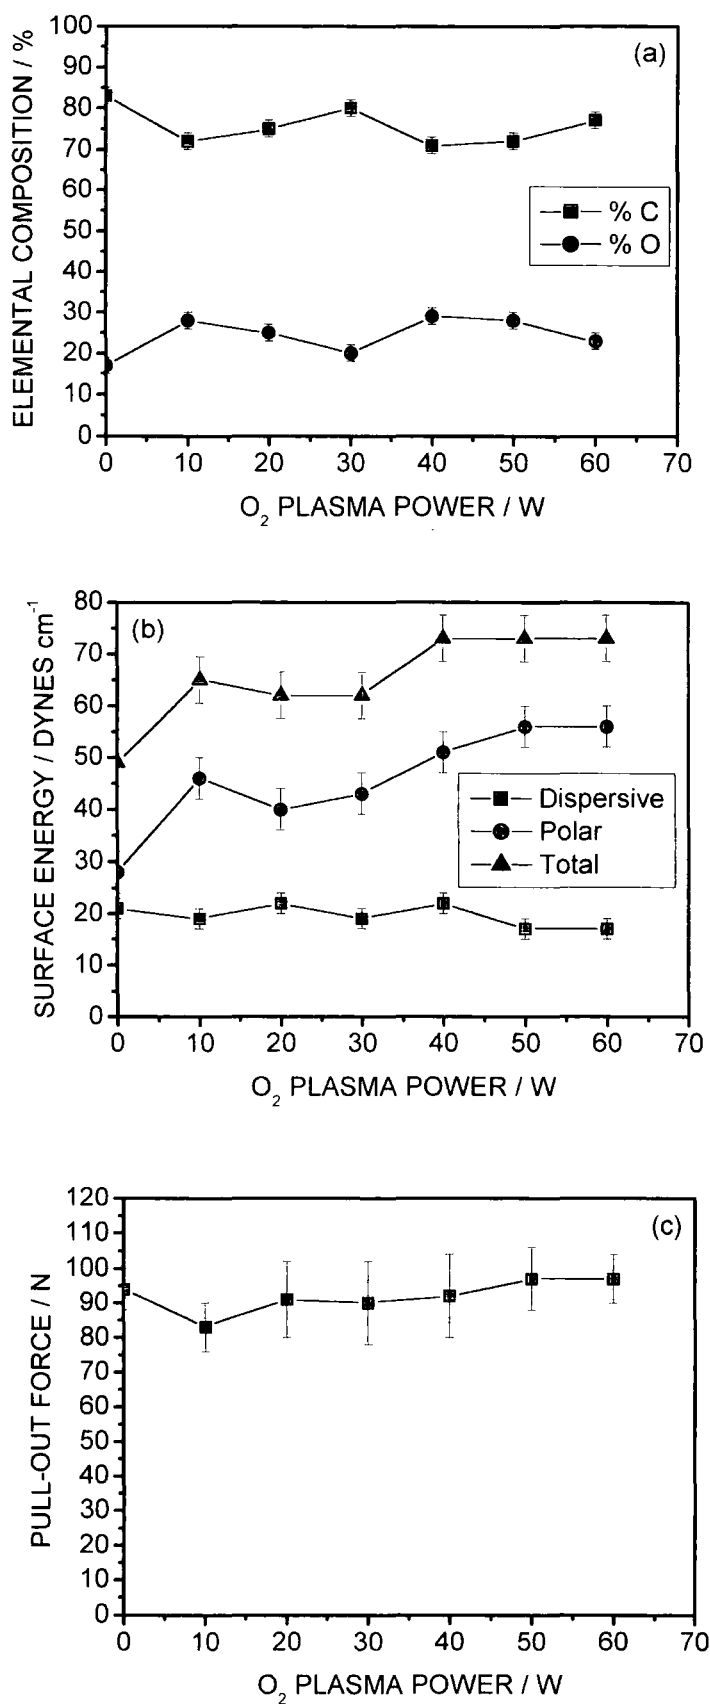 (a)
ELEMENTAL COMPOSITION / %
100
90
80
70
60
50
40
30
20
10
0
% C
% O
0 10 20 30 40 50 60 70
O₂ PLASMA POWER / W
(b)
SURFACE ENERGY / DYNES cm⁻¹
80
70
60
50
40
30
20
10
0
Dispersive
Polar
Total
0 10 20 30 40 50 60 70
O₂ PLASMA POWER / W
(c)
PULL-OUT FORCE / N
120
110
100
90
80
70
60
50
40
30
20
10
0
0 10 20 30 40 50 60 70
O₂ PLASMA POWER / W